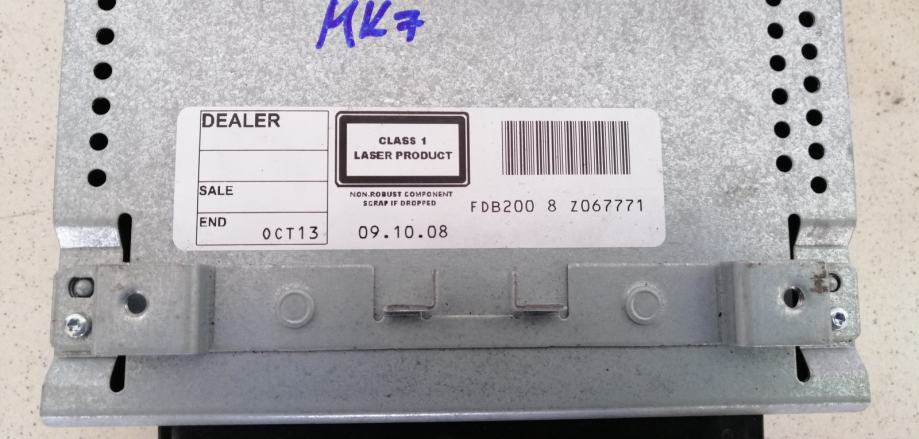 MK7
DEALER
SALE
END
OCT13
CLASS 1
LASER PRODUCT
NON-ROBUST COMPONENT
SCRAP IF DROPPED
09.10.08
FDB200 8 Z067771